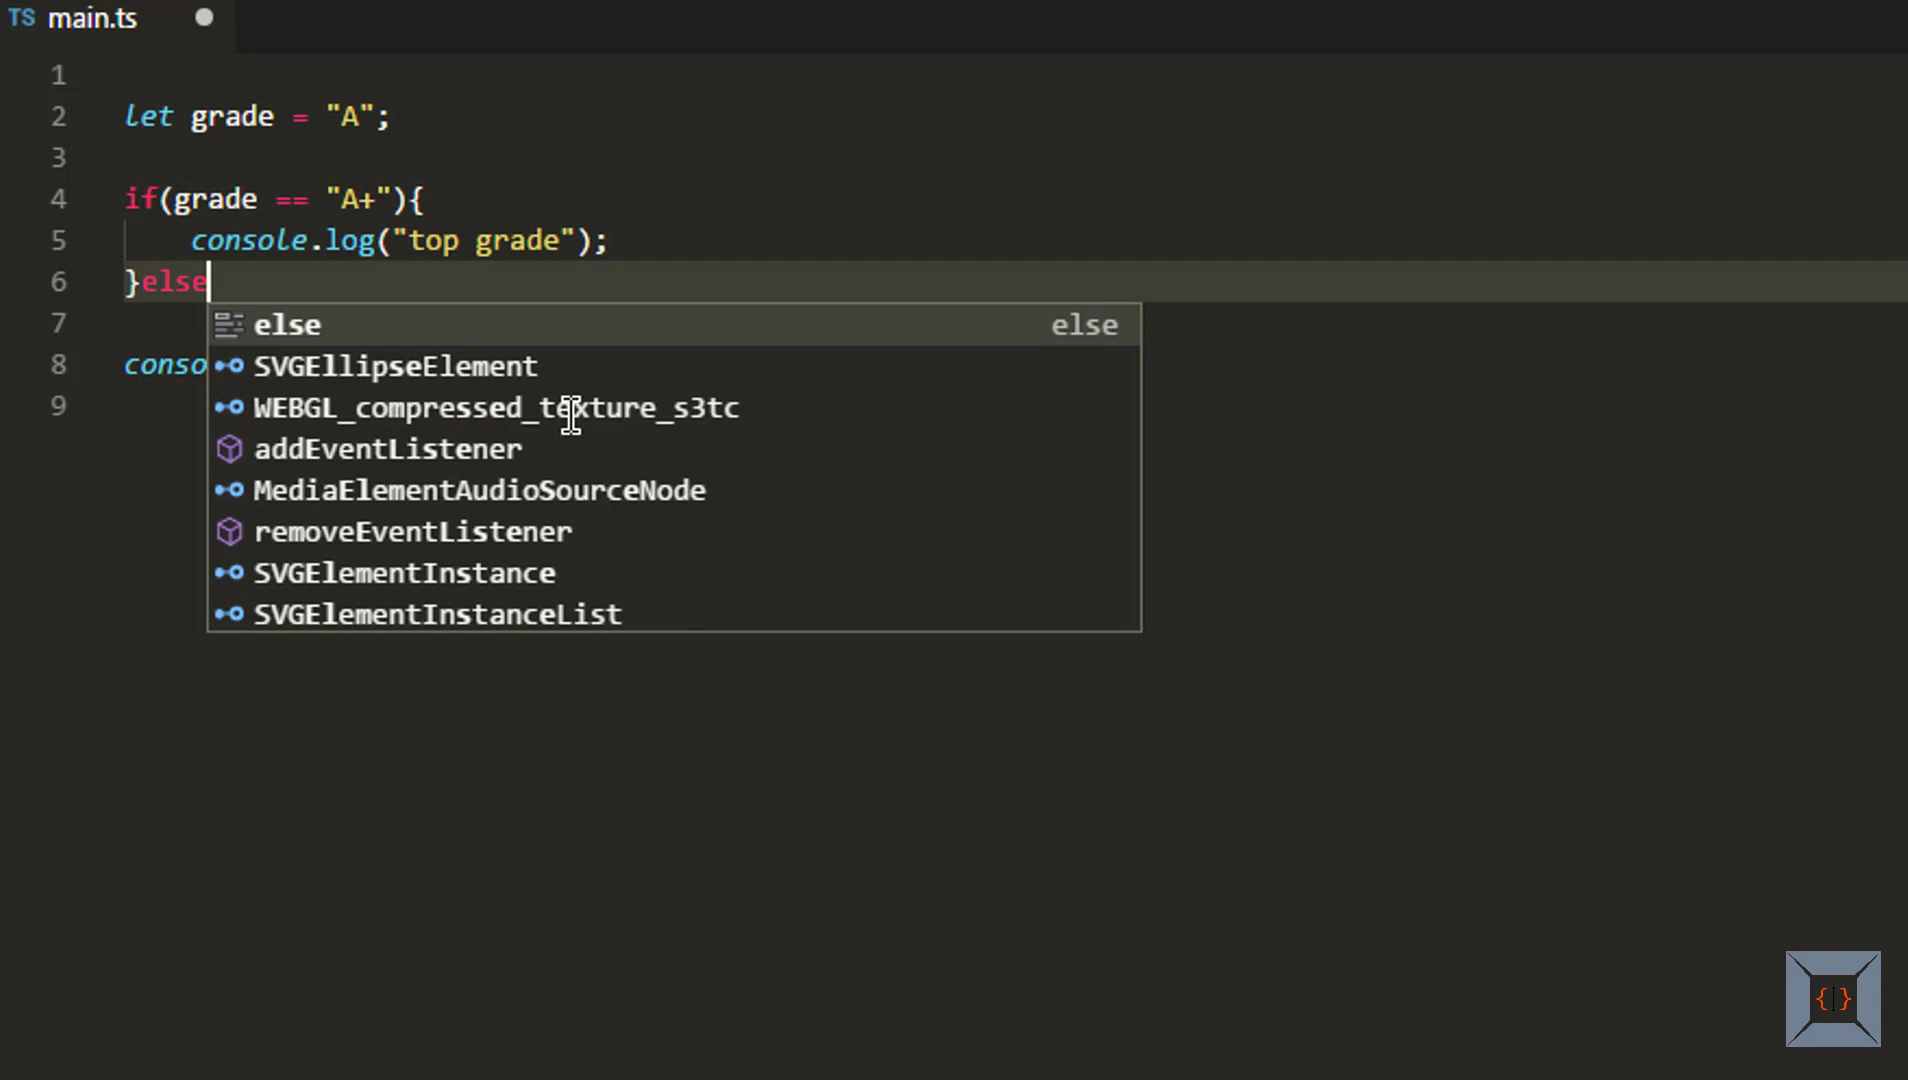 TS main.ts
1
2 let grade = "A";
3
4 if(grade == "A+"){
5 console.log("top grade");
6 }else
7 else else
SVGEllipseElement
8 conso
WEBGL_compressed_texture_s3tc
9
addEventListener
MediaElementAudioSourceNode
removeEventListener
SVGElementInstance
SVGElementInstanceList
{|}